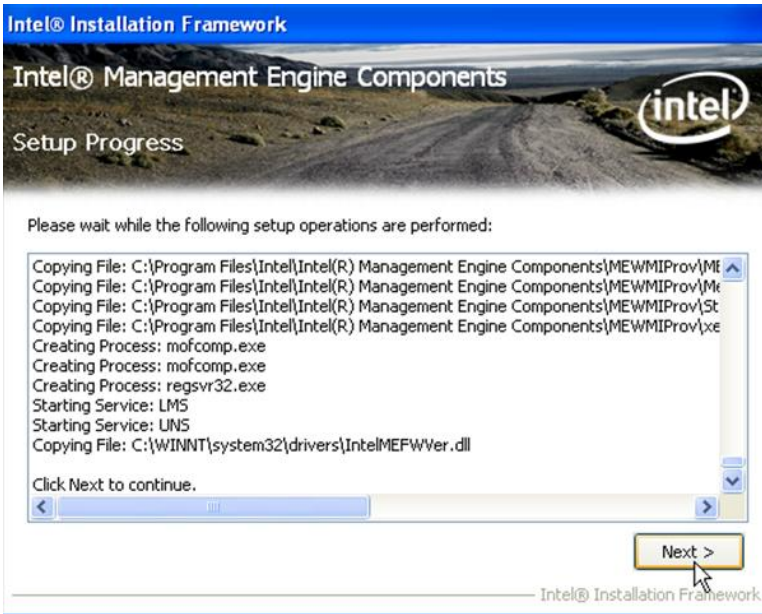 Intel® Installation Framework
Intel® Management Engine Components
intel
Setup Progress
Please wait while the following setup operations are performed:
Copying File: C:\Program Files\Intel\Intel(R) Management Engine Components\MEWMIProv\ME
Copying File: C:\Program Files\Intel\Intel(R) Management Engine Components\MEWMIProv\Me
Copying File: C:\Program Files\Intel\Intel(R) Management Engine Components\MEWMIProv\St
Copying File: C:\Program Files\Intel\Intel(R) Management Engine Components\MEWMIProv\xe
Creating Process: mofcomp.exe
Creating Process: mofcomp.exe
Creating Process: regsvr32.exe
Starting Service: LMS
Starting Service: UNS
Copying File: C:\WINNT\system32\drivers\IntelMEFWVer.dll
Click Next to continue.
Next >
Intel® Installation Framework